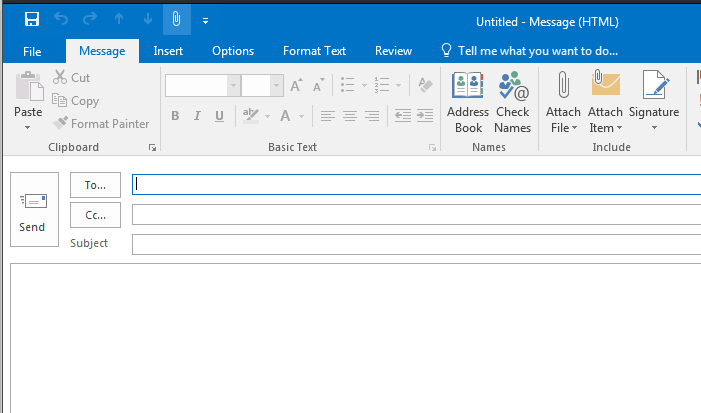 Untitled - Message (HTML)
File Message Insert Options Format Text Review Tell me what you want to do...
Paste
Cut
Copy
Format Painter
Clipboard
B I U aby A
Basic Text
Address Book
Check Names
Names
Attach File
Attach Item
Signature
Include
Send
To...
Cc...
Subject